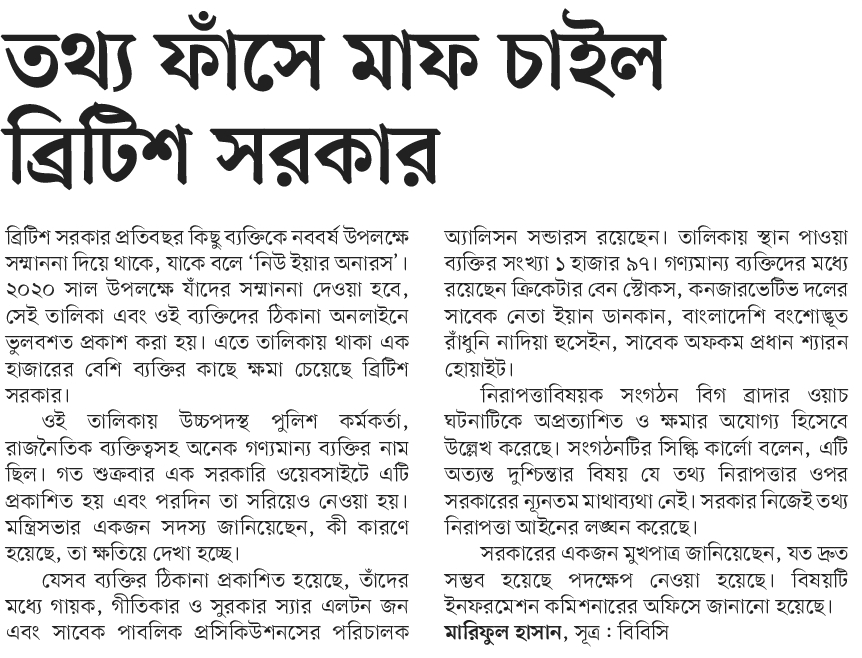 তথ্য ফাঁসে মাফ চাইল
ব্রিটিশ সরকার
ব্রিটিশ সরকার প্রতিবছর কিছু ব্যক্তিকে নববর্ষ উপলক্ষে
সম্মাননা দিয়ে থাকে, যাকে বলে ‘নিউ ইয়ার অনারস’।
২০২০ সাল উপলক্ষে যাঁদের সম্মাননা দেওয়া হবে,
সেই তালিকা এবং ওই ব্যক্তিদের ঠিকানা অনলাইনে
ভুলবশত প্রকাশ করা হয়। এতে তালিকায় থাকা এক
হাজারের বেশি ব্যক্তির কাছে ক্ষমা চেয়েছে ব্রিটিশ
সরকার।
ওই তালিকায় উচ্চপদস্থ পুলিশ কর্মকর্তা,
রাজনৈতিক ব্যক্তিত্বসহ অনেক গণ্যমান্য ব্যক্তির নাম
ছিল। গত শুক্রবার এক সরকারি ওয়েবসাইটে এটি
প্রকাশিত হয় এবং পরদিন তা সরিয়েও নেওয়া হয়।
মন্ত্রিসভার একজন সদস্য জানিয়েছেন, কী কারণে
হয়েছে, তা ক্ষতিয়ে দেখা হচ্ছে।
যেসব ব্যক্তির ঠিকানা প্রকাশিত হয়েছে, তাঁদের
মধ্যে গায়ক, গীতিকার ও সুরকার স্যার এলটন জন
এবং সাবেক পাবলিক প্রসিকিউশনসের পরিচালক
অ্যালিসন সন্ডারস রয়েছেন। তালিকায় স্থান পাওয়া
ব্যক্তির সংখ্যা ১ হাজার ৯৭। গণ্যমান্য ব্যক্তিদের মধ্যে
রয়েছেন ক্রিকেটার বেন স্টোকস, কনজারভেটিভ দলের
সাবেক নেতা ইয়ান ডানকান, বাংলাদেশি বংশোদ্ভূত
রাঁধুনি নাদিয়া হুসেইন, সাবেক অফকম প্রধান শ্যারন
হোয়াইট।
নিরাপত্তাবিষয়ক সংগঠন বিগ ব্রাদার ওয়াচ
ঘটনাটিকে অপ্রত্যাশিত ও ক্ষমার অযোগ্য হিসেবে
উল্লেখ করেছে। সংগঠনটির সিল্কি কার্লো বলেন, এটি
অত্যন্ত দুশ্চিন্তার বিষয় যে তথ্য নিরাপত্তার ওপর
সরকারের ন্যূনতম মাথাব্যথা নেই। সরকার নিজেই তথ্য
নিরাপত্তা আইনের লঙ্ঘন করেছে।
সরকারের একজন মুখপাত্র জানিয়েছেন, যত দ্রুত
সম্ভব হয়েছে পদক্ষেপ নেওয়া হয়েছে। বিষয়টি
ইনফরমেশন কমিশনারের অফিসে জানানো হয়েছে।
মারিফুল হাসান, সূত্র : বিবিসি